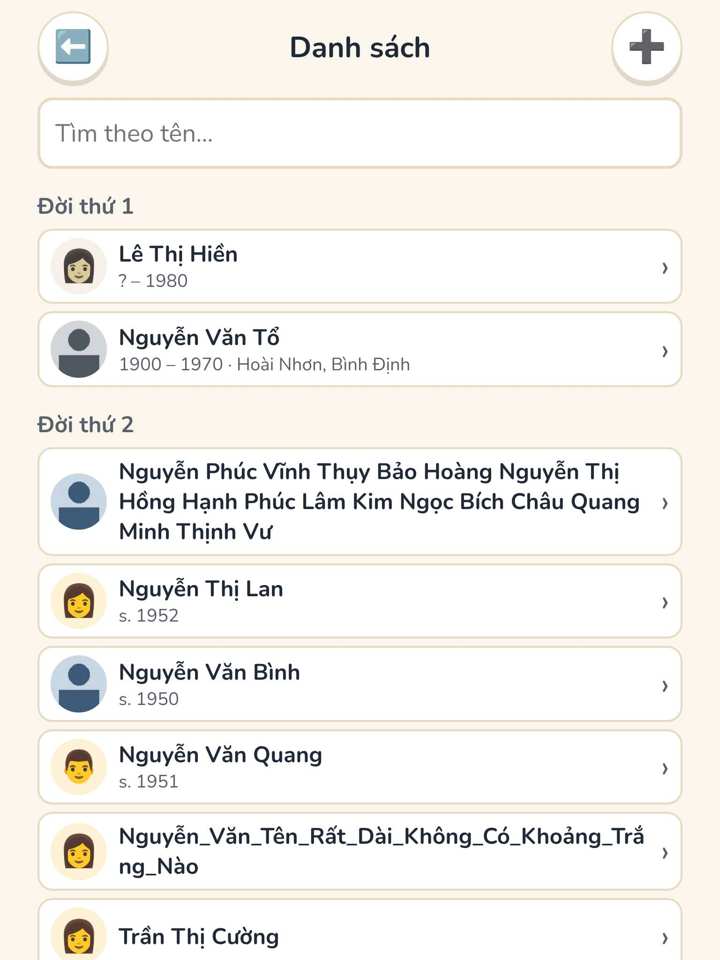 Danh sách
Tìm theo tên...
Đời thứ 1
Lê Thị Hiền
? – 1980
Nguyễn Văn Tổ
1900 – 1970 · Hoài Nhơn, Bình Định
Đời thứ 2
Nguyễn Phúc Vĩnh Thụy Bảo Hoàng Nguyễn Thị
Hồng Hạnh Phúc Lâm Kim Ngọc Bích Châu Quang
Minh Thịnh Vư
Nguyễn Thị Lan
s. 1952
Nguyễn Văn Bình
s. 1950
Nguyễn Văn Quang
s. 1951
Nguyễn_Văn_Tên_Rất_Dài_Không_Có_Khoảng_Trắ
ng_Nào
Trần Thị Cường